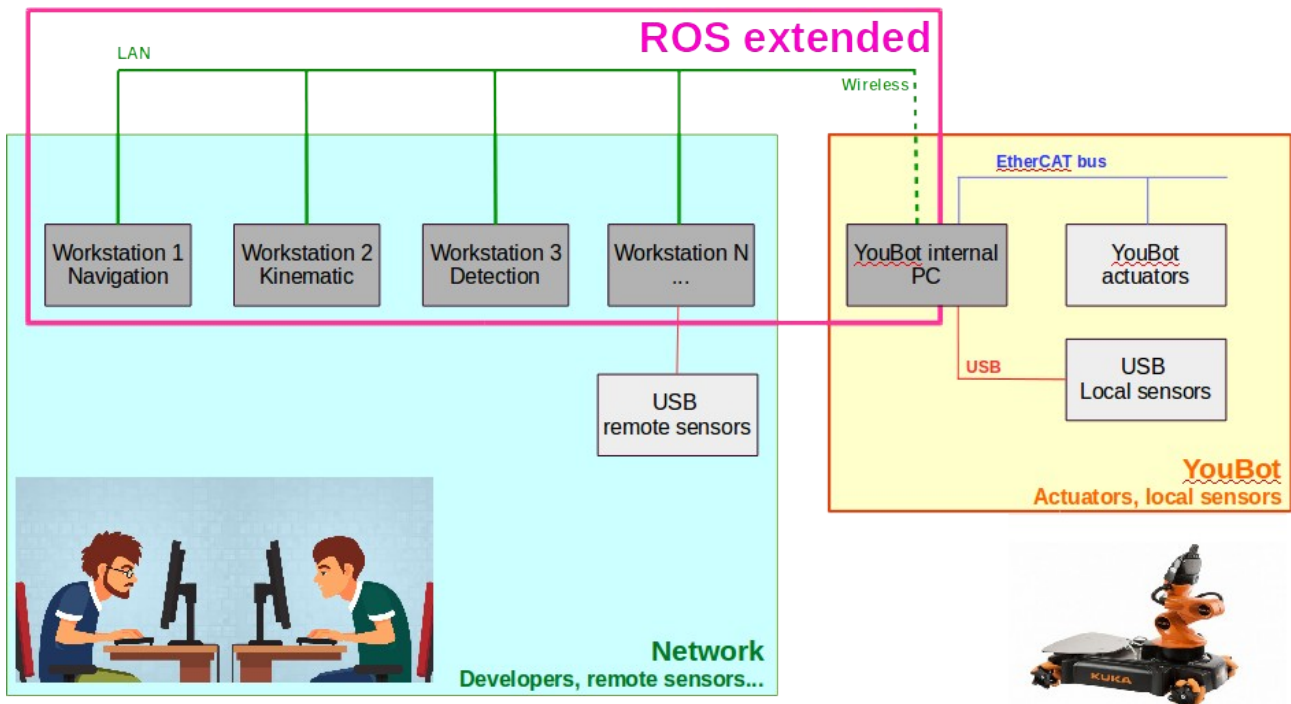 ROS extended
LAN
Wireless
EtherCAT bus
Workstation 1
Navigation
Workstation 2
Kinematic
Workstation 3
Detection
Workstation N
...
YouBot internal
PC
YouBot
actuators
USB
USB
Local sensors
USB
remote sensors
YouBot
Actuators, local sensors
Network
Developers, remote sensors...
KUKA